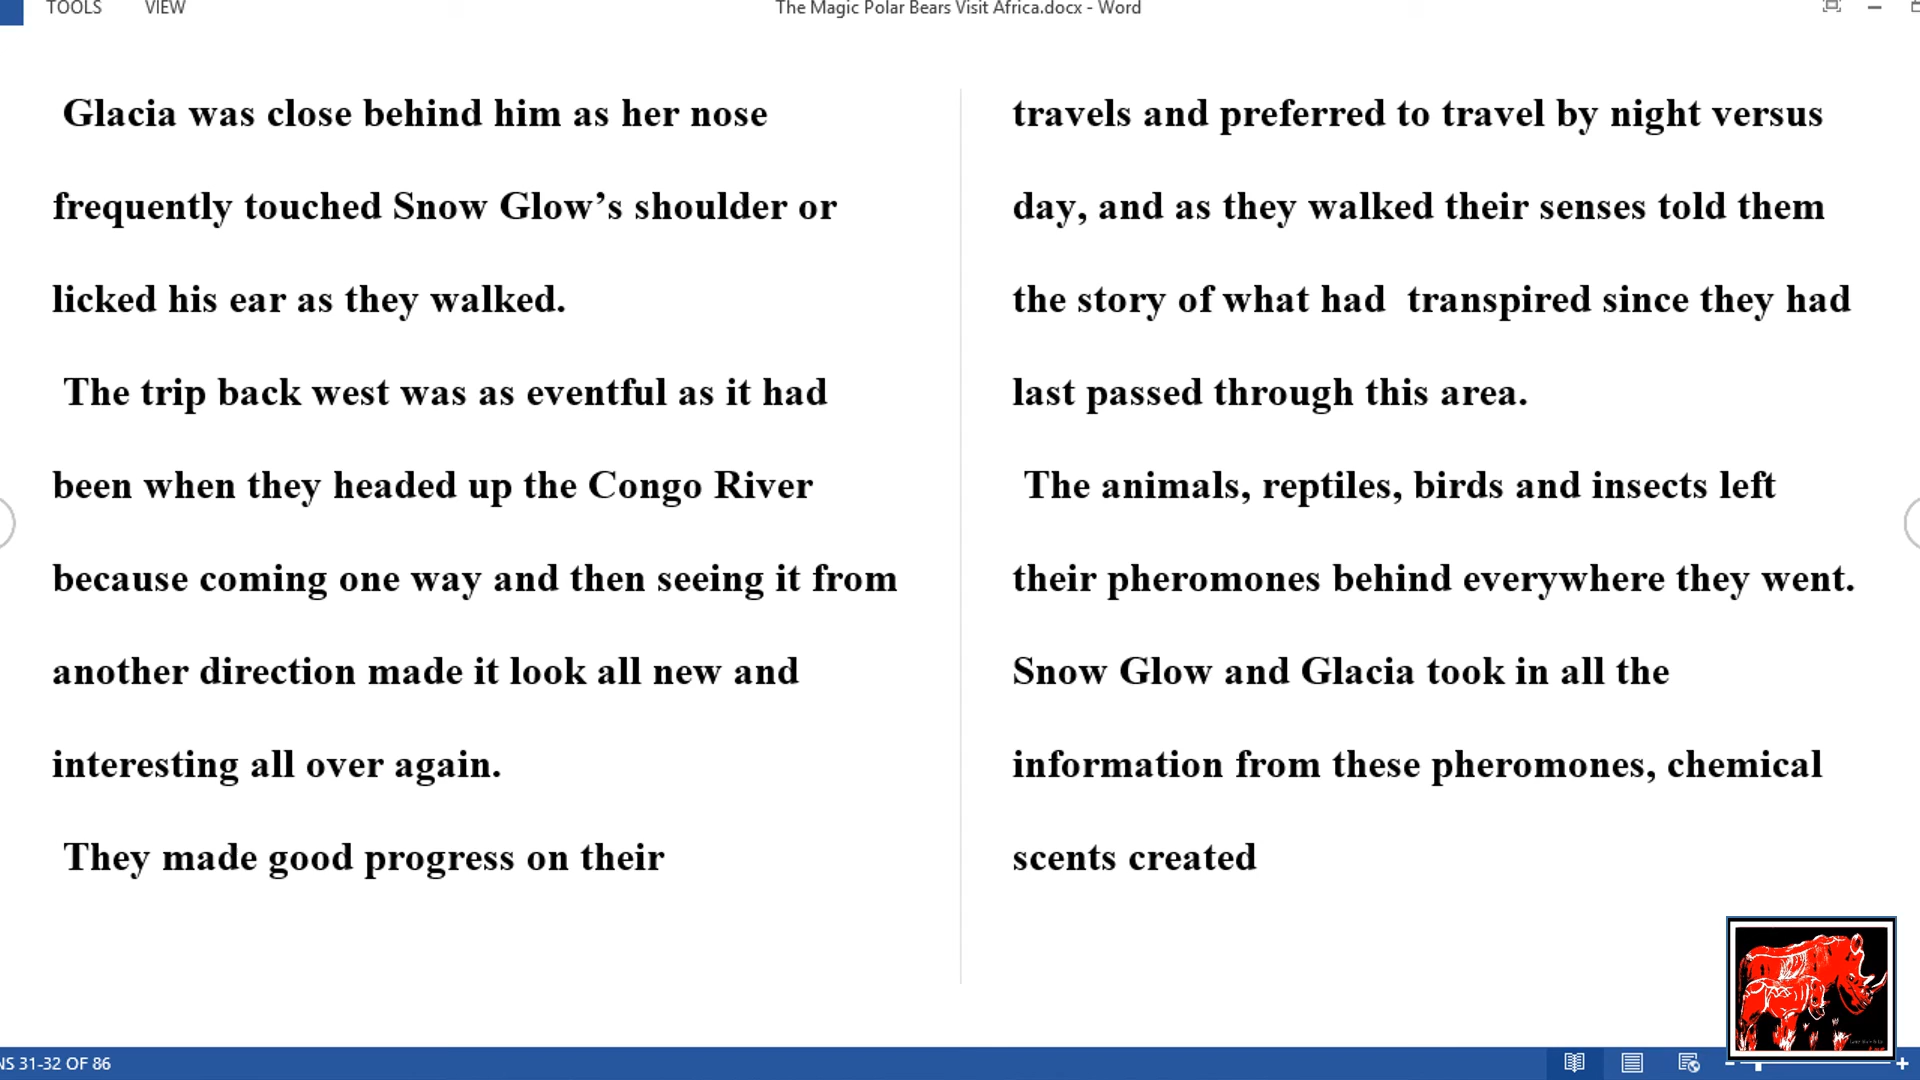 TOOLS VIEW
The Magic Polar Bears Visit Africa.docx - Word
Glacia was close behind him as her nose
frequently touched Snow Glow’s shoulder or
licked his ear as they walked.
The trip back west was as eventful as it had
been when they headed up the Congo River
because coming one way and then seeing it from
another direction made it look all new and
interesting all over again.
They made good progress on their
travels and preferred to travel by night versus
day, and as they walked their senses told them
the story of what had transpired since they had
last passed through this area.
The animals, reptiles, birds and insects left
their pheromones behind everywhere they went.
Snow Glow and Glacia took in all the
information from these pheromones, chemical
scents created
NS 31-32 OF 86